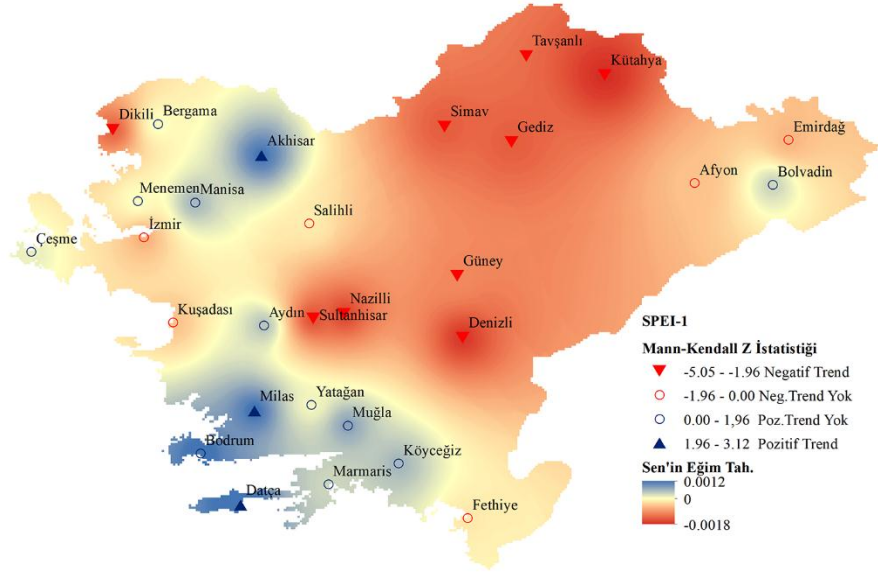 Tavşanlı
Kütahya
Dikili
Bergama
Simav
Gediz
Akhisar
Emirdağ
Afyon
Bolvadin
Menemen
Manisa
Salihli
İzmir
Çeşme
Güney
Kuşadası
Aydın
Nazilli
Sultanhisar
Denizli
SPEI-1
Mann-Kendall Z İstatistiği
-5.05 - -1.96 Negatif Trend
-1.96 - 0.00 Neg.Trend Yok
0.00 - 1,96 Poz.Trend Yok
1.96 - 3.12 Pozitif Trend
Milas
Yatağan
Muğla
Bodrum
Köyceğiz
Marmaris
Datça
Fethiye
Sen'in Eğim Tah.
0.0012
0
-0.0018